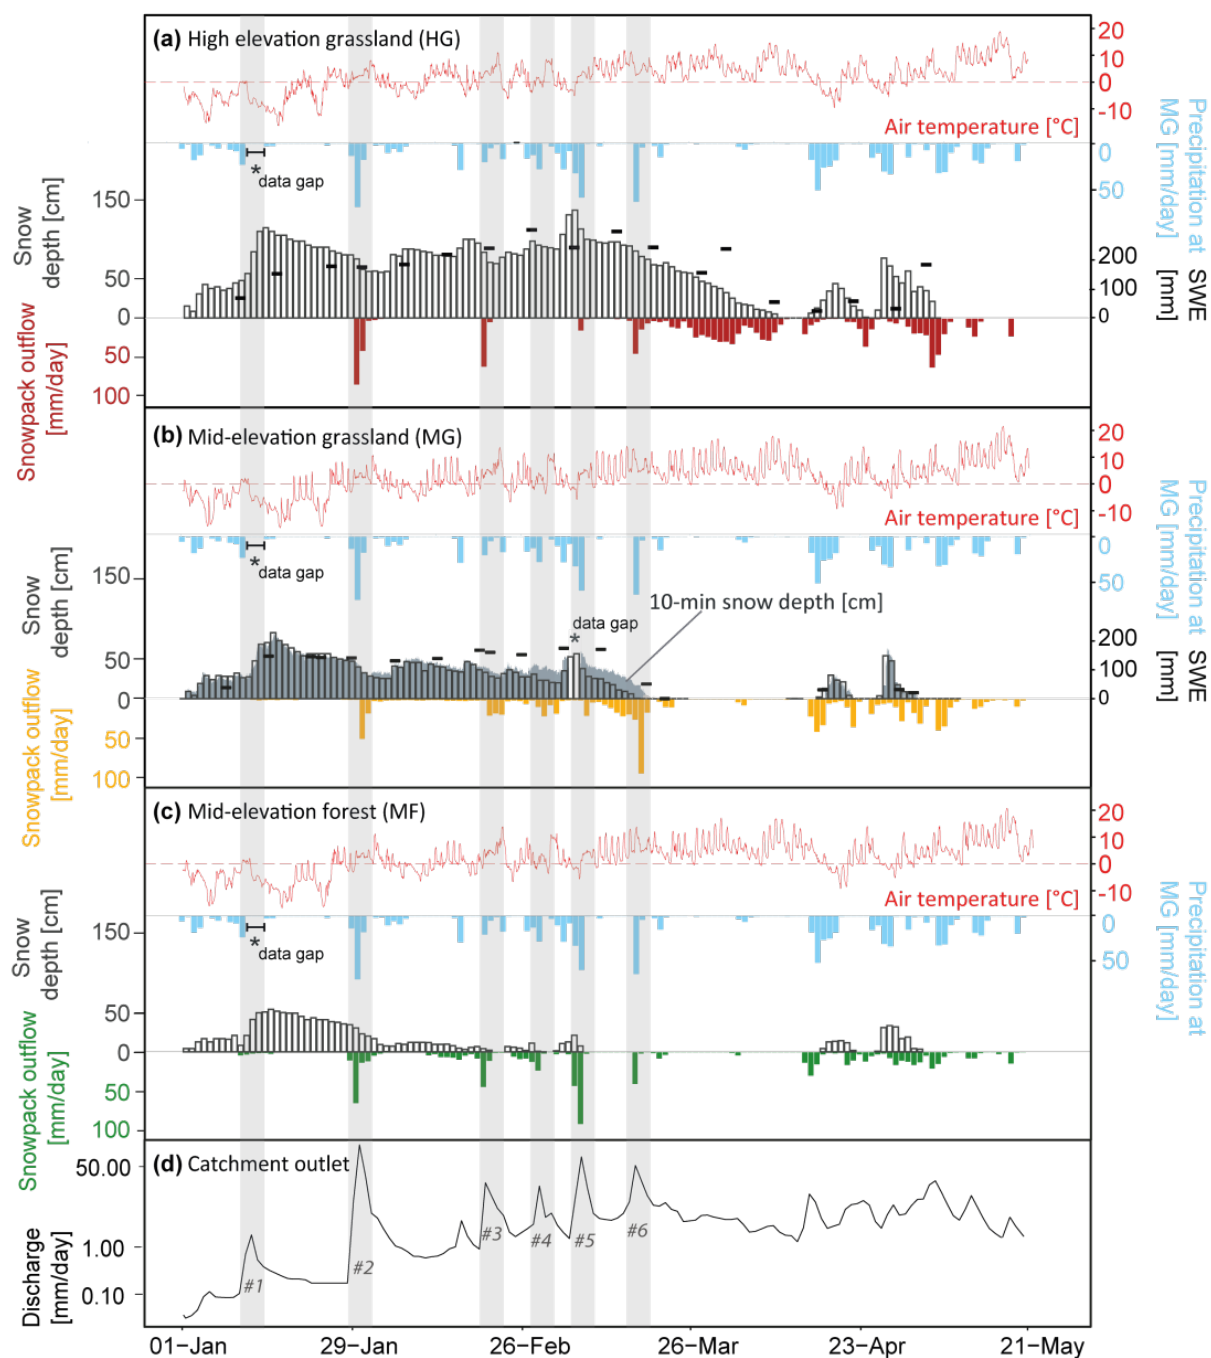 (a) High elevation grassland (HG)
20
10
0
-10
Air temperature [°C]
Precipitation at
MG [mm/day]
0
50
* data gap
Snow
depth [cm]
150
50
0
200
100
0
SWE
[mm]
Snowpack outflow
[mm/day]
50
100
(b) Mid-elevation grassland (MG)
20
10
0
-10
Air temperature [°C]
Precipitation at
MG [mm/day]
0
50
* data gap
10-min snow depth [cm]
data gap
*
Snow
depth [cm]
150
50
0
200
100
0
SWE
[mm]
Snowpack outflow
[mm/day]
50
100
(c) Mid-elevation forest (MF)
20
10
0
-10
Air temperature [°C]
Precipitation at
MG [mm/day]
0
50
* data gap
Snow
depth [cm]
150
50
0
Snowpack outflow
[mm/day]
50
100
(d) Catchment outlet
Discharge
[mm/day]
50.00
1.00
0.10
#1
#2
#3
#4
#5
#6
01−Jan
29−Jan
26−Feb
26−Mar
23−Apr
21−May